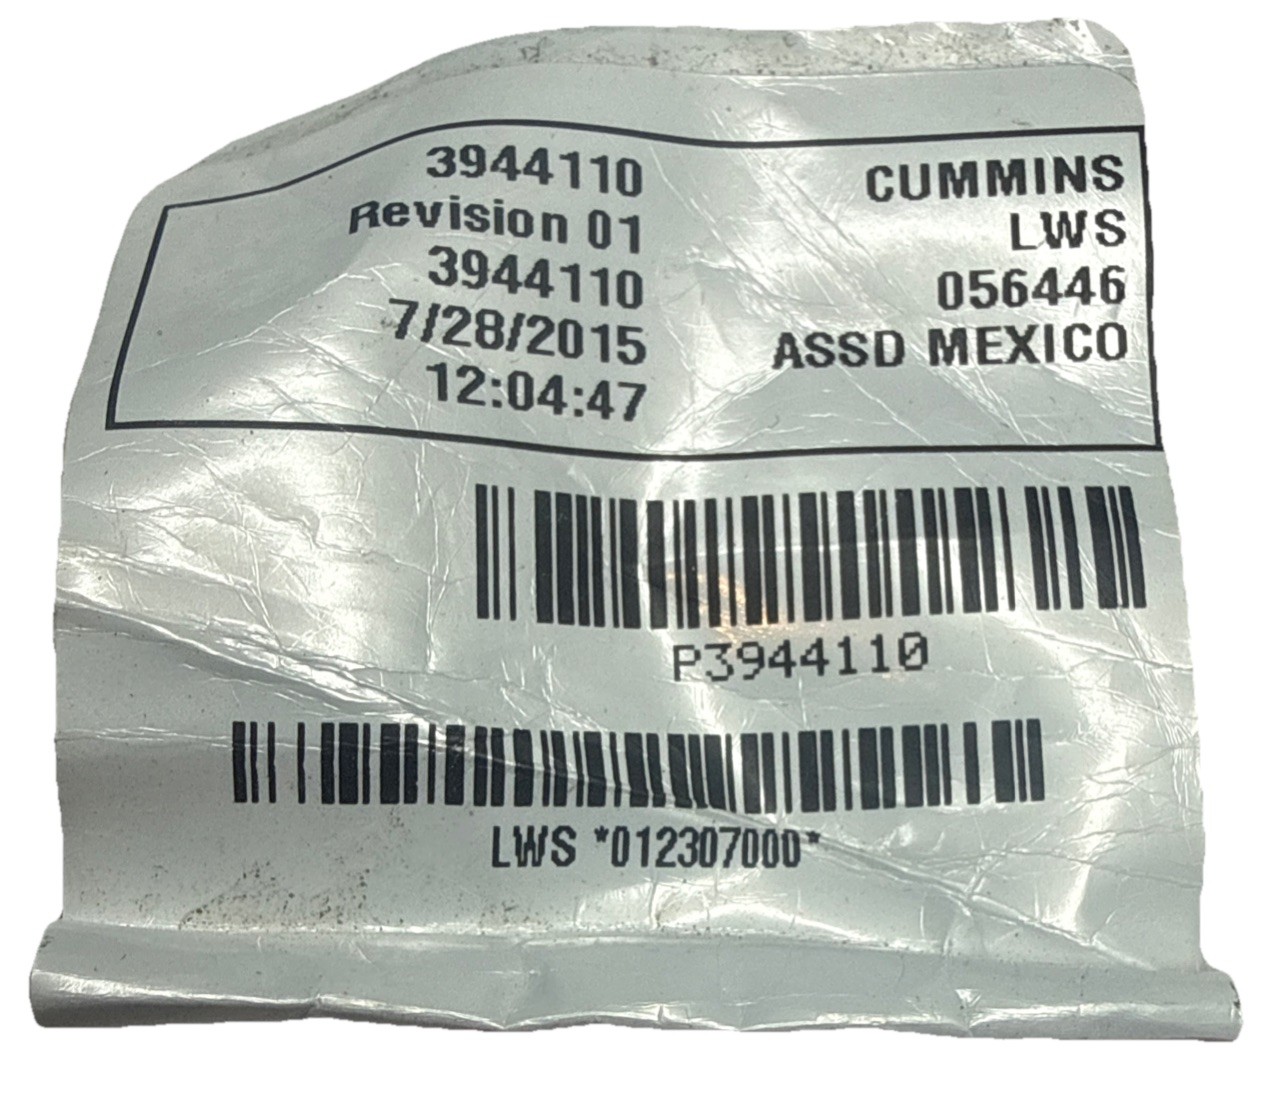 3944110
Revision 01
3944110
7/28/2015
12:04:47
CUMMINS
LWS
056446
ASSD MEXICO
P3944110
LWS *012307000*